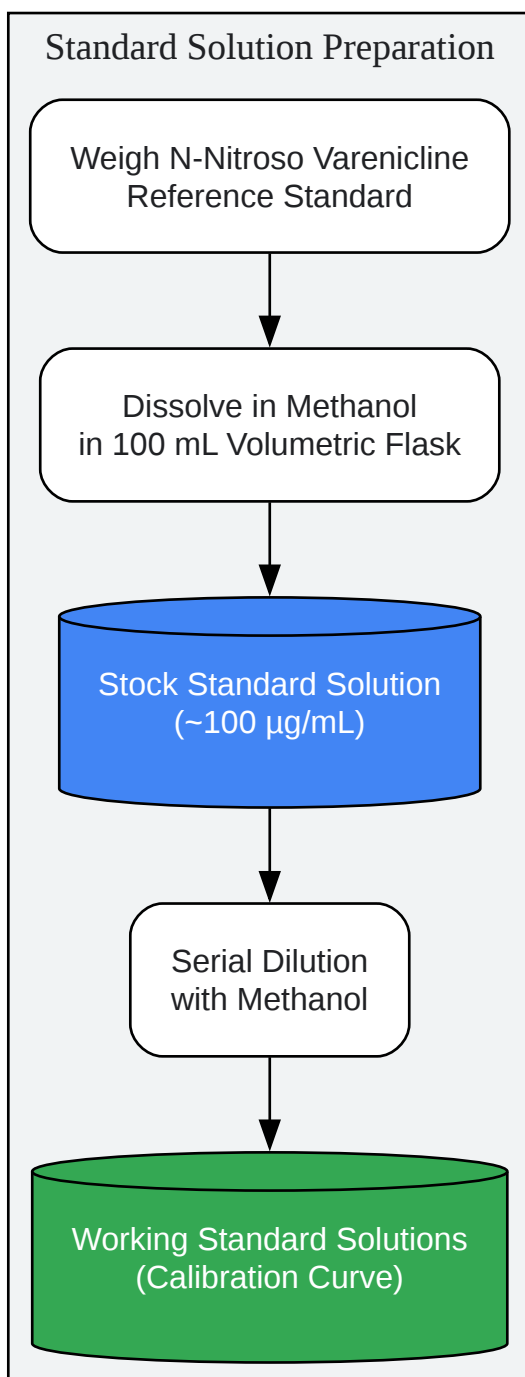 Standard Solution Preparation
Weigh N-Nitroso Varenicline
Reference Standard
Dissolve in Methanol
in 100 mL Volumetric Flask
Stock Standard Solution
(~100 µg/mL)
Serial Dilution
with Methanol
Working Standard Solutions
(Calibration Curve)